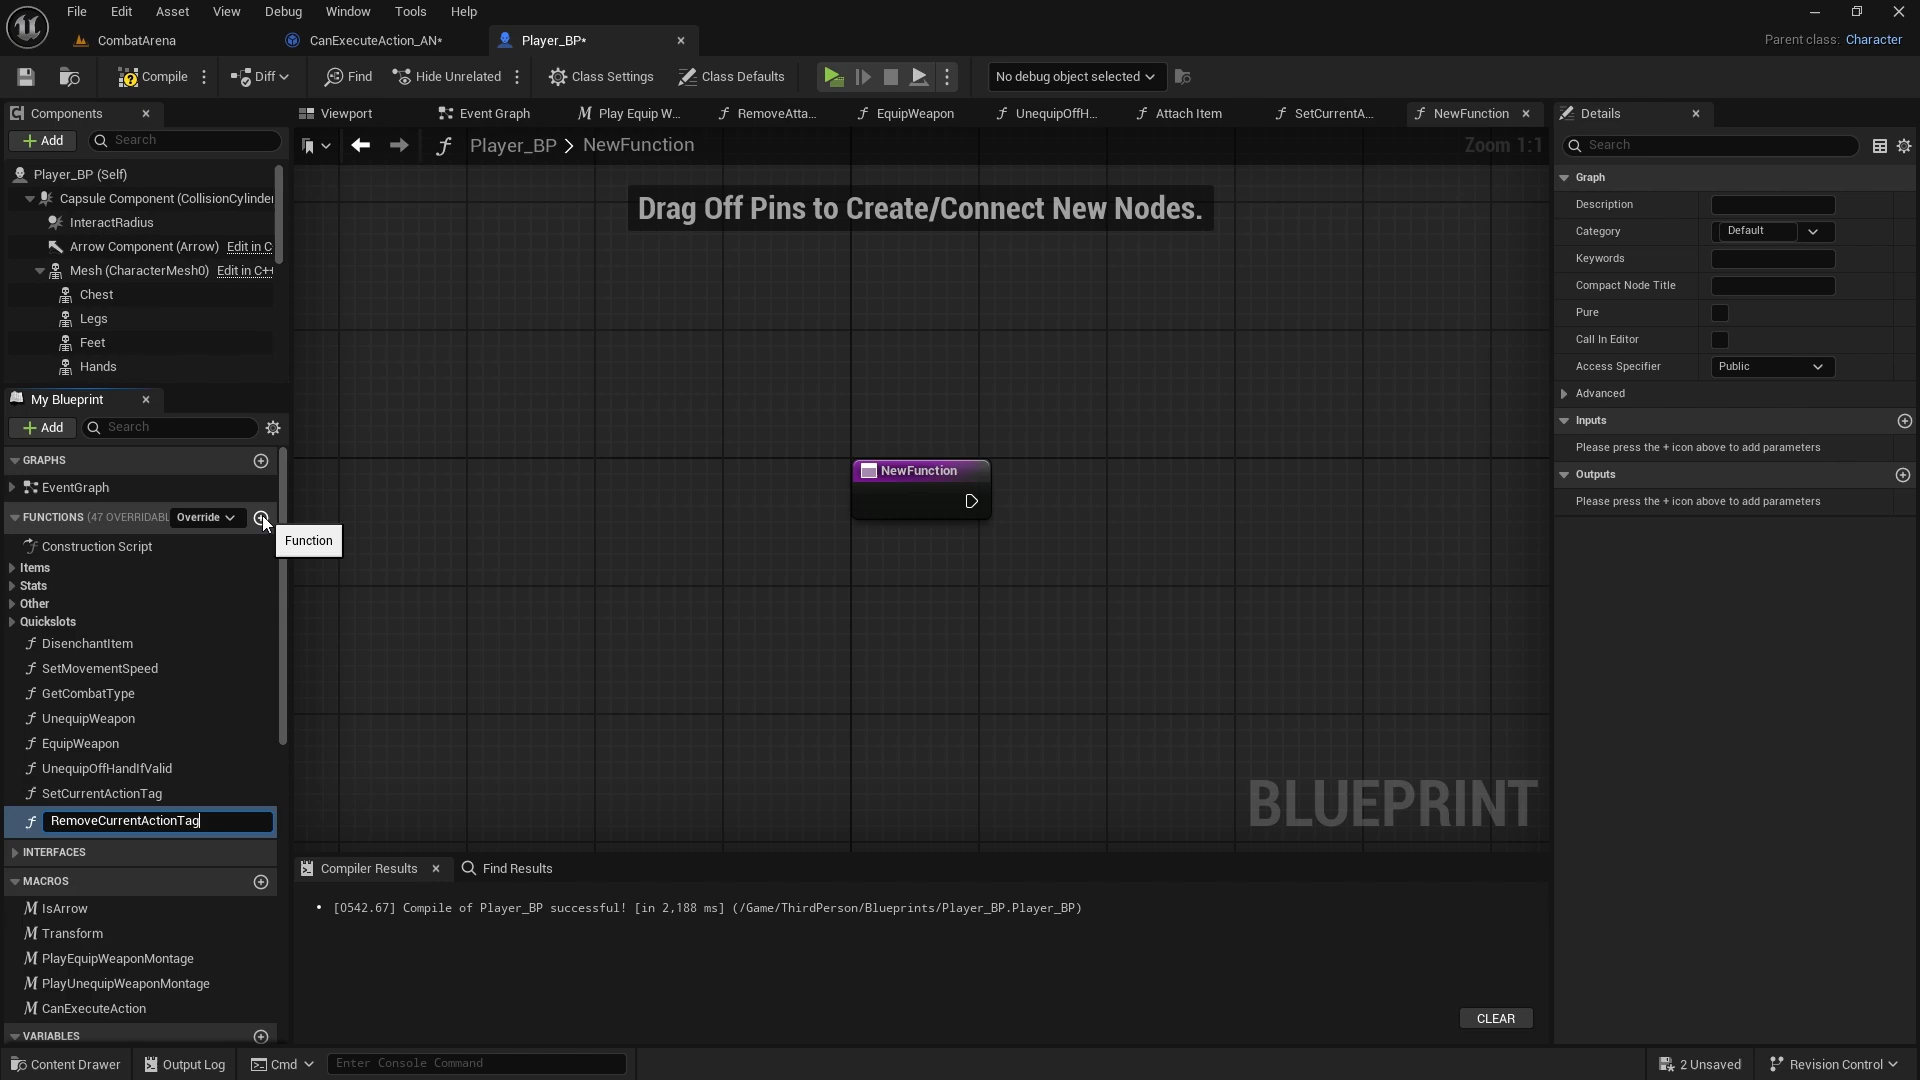 File Edit Asset View Debug Window Tools Help
CombatArena
CanExecuteAction_AN*
Player_BP*
Parent class: Character
Compile
Diff
Find
Hide Unrelated
Class Settings
Class Defaults
No debug object selected
Components
Viewport
Event Graph
Play Equip W...
RemoveAtta...
EquipWeapon
UnequipOffH...
Attach Item
SetCurrentA...
NewFunction
Details
Add
Search
Player_BP > NewFunction
Zoom 1:1
Search
Player_BP (Self)
Capsule Component (CollisionCylinder
InteractRadius
Arrow Component (Arrow) Edit in C
Mesh (CharacterMesh0) Edit in C++
Chest
Legs
Feet
Hands
Drag Off Pins to Create/Connect New Nodes.
Graph
Description
Category Default
Keywords
Compact Node Title
Pure
Call In Editor
Access Specifier Public
Advanced
Inputs
Please press the + icon above to add parameters
Outputs
Please press the + icon above to add parameters
My Blueprint
Add
Search
GRAPHS
EventGraph
FUNCTIONS (47 OVERRIDABL Override
Function
Construction Script
Items
Stats
Other
Quickslots
DisenchantItem
SetMovementSpeed
GetCombatType
UnequipWeapon
EquipWeapon
UnequipOffHandIfValid
SetCurrentActionTag
RemoveCurrentActionTag
INTERFACES
MACROS
IsArrow
Transform
PlayEquipWeaponMontage
PlayUnequipWeaponMontage
CanExecuteAction
VARIABLES
NewFunction
BLUEPRINT
Compiler Results
Find Results
[0542.67] Compile of Player_BP successful! [in 2,188 ms] (/Game/ThirdPerson/Blueprints/Player_BP.Player_BP)
CLEAR
Content Drawer
Output Log
Cmd
Enter Console Command
2 Unsaved
Revision Control